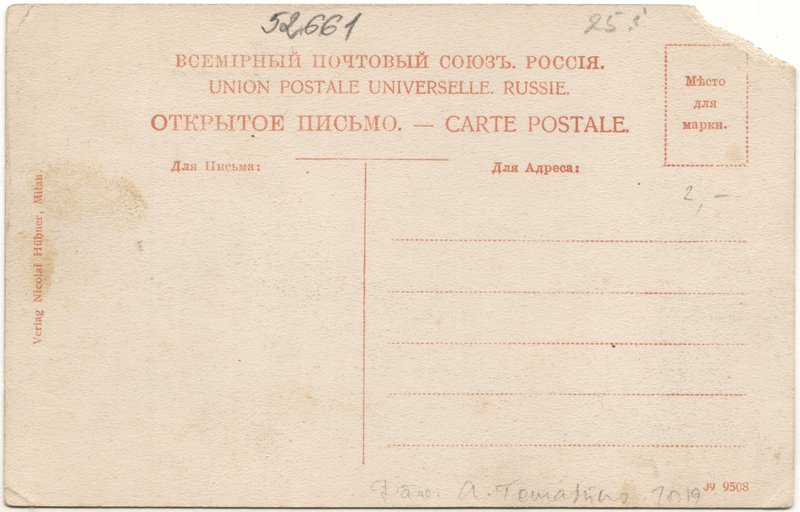 52661
25
ВСЕМІРНЫЙ ПОЧТОВЫЙ СОЮЗЪ. РОССІЯ.
UNION POSTALE UNIVERSELLE. RUSSIE.
ОТКРЫТОЕ ПИСЬМО. — CARTE POSTALE.
Мѣсто
для
марки.
Для Письма:
Для Адреса:
2,-
Verlag Nicolai Hübner, Mitau.
09 9508
A. 2019